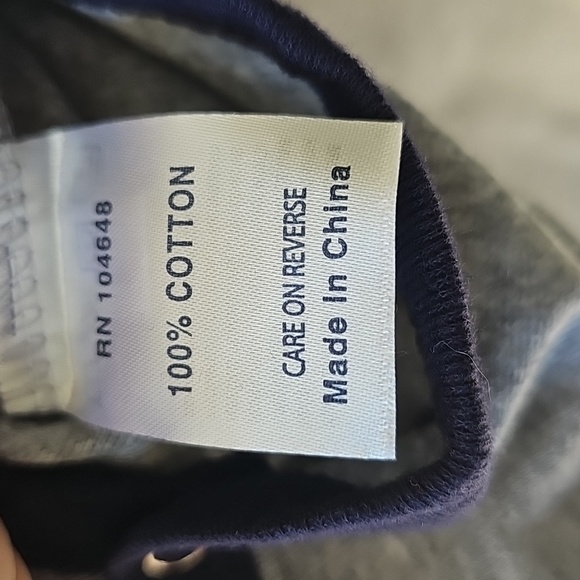 RN 104648
100% COTTON
CARE ON REVERSE
Made In China